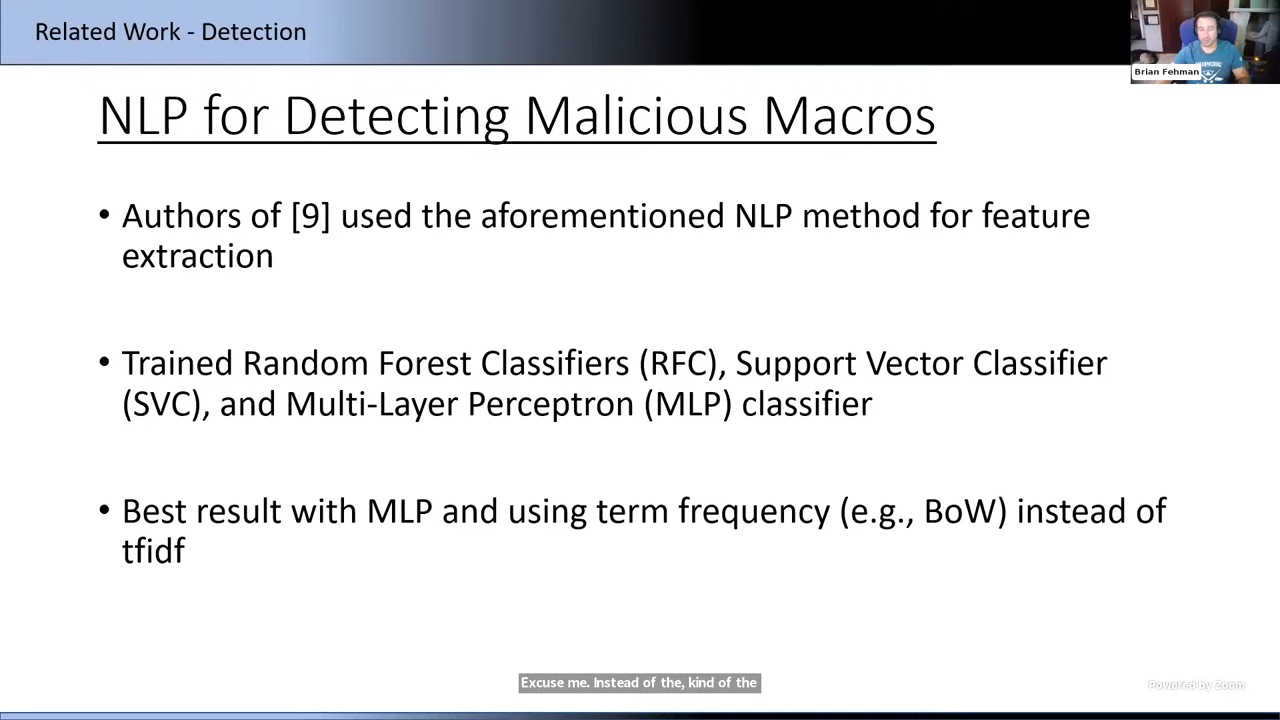 Related Work - Detection
Brian Fehman
NLP for Detecting Malicious Macros
• Authors of [9] used the aforementioned NLP method for feature
extraction
• Trained Random Forest Classifiers (RFC), Support Vector Classifier
(SVC), and Multi-Layer Perceptron (MLP) classifier
• Best result with MLP and using term frequency (e.g., BoW) instead of
tfidf
Excuse me. Instead of the, kind of the
Powered by Zoom